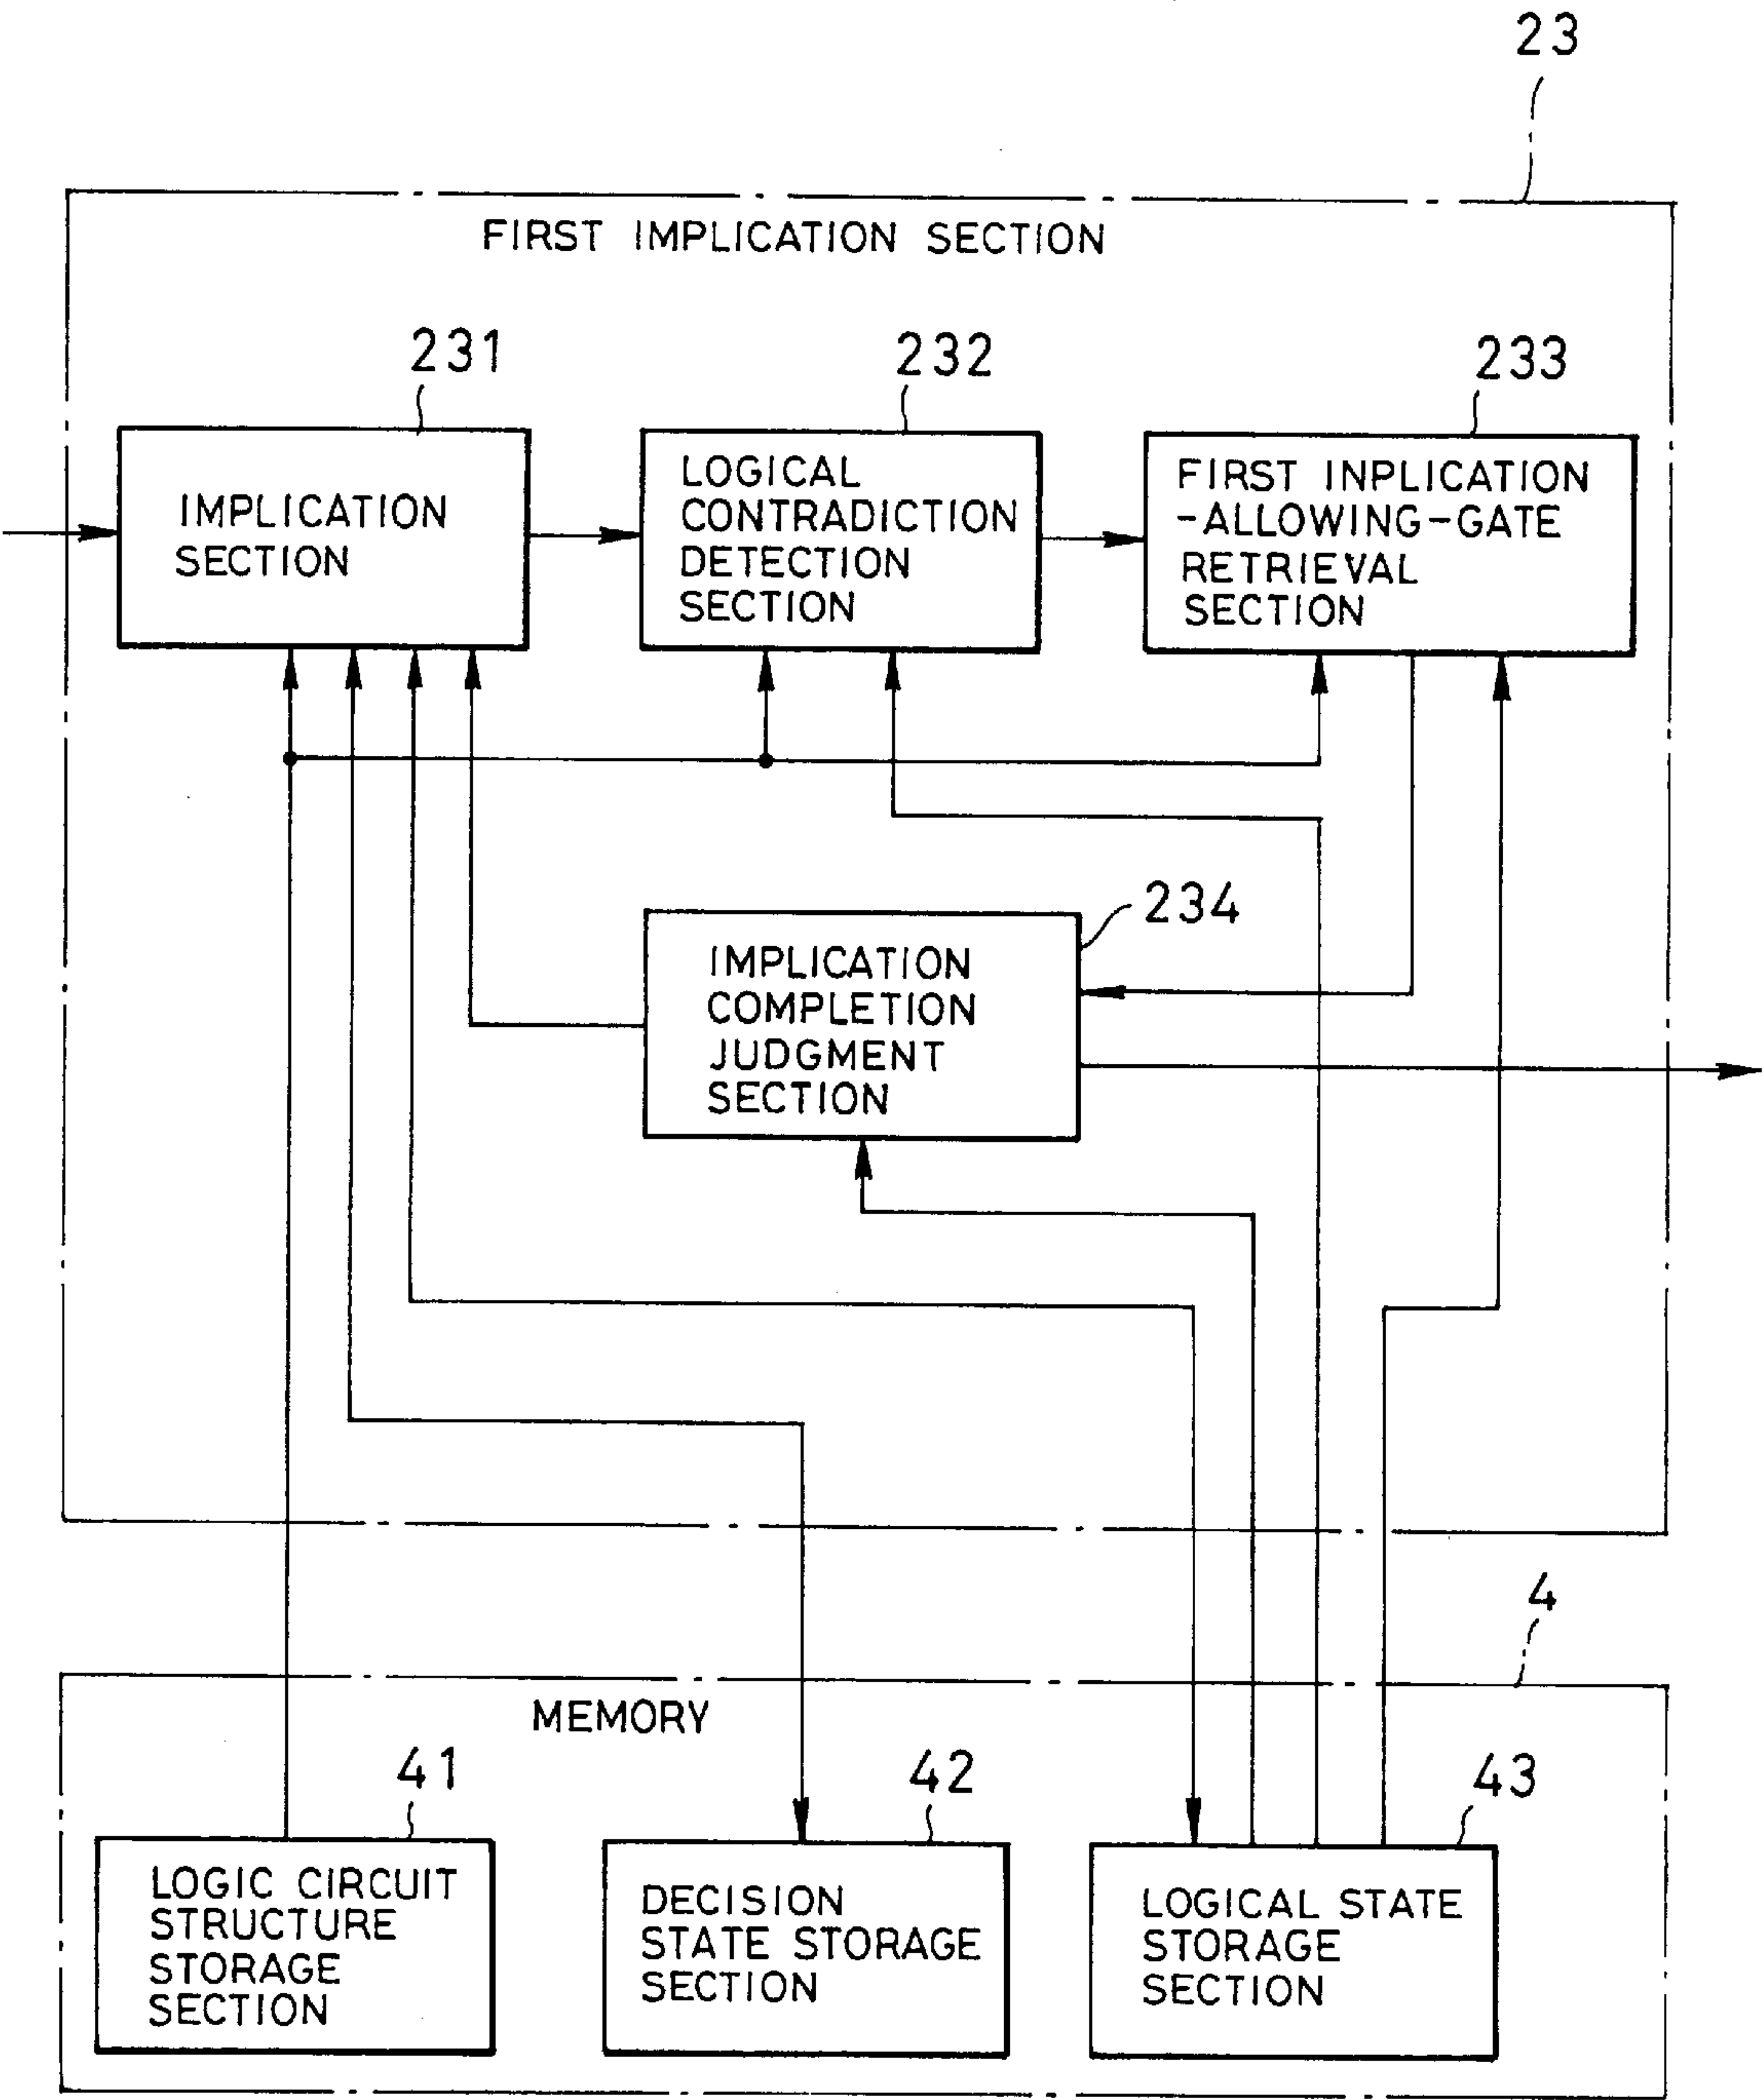 23
FIRST IMPLICATION SECTION
231
232
233
IMPLICATION
SECTION
LOGICAL
CONTRADICTION
DETECTION
SECTION
FIRST INPLICATION
-ALLOWING-GATE
RETRIEVAL
SECTION
234
IMPLICATION
COMPLETION
JUDGMENT
SECTION
4
MEMORY
41
42
43
LOGIC CIRCUIT
STRUCTURE
STORAGE
SECTION
DECISION
STATE STORAGE
SECTION
LOGICAL STATE
STORAGE
SECTION